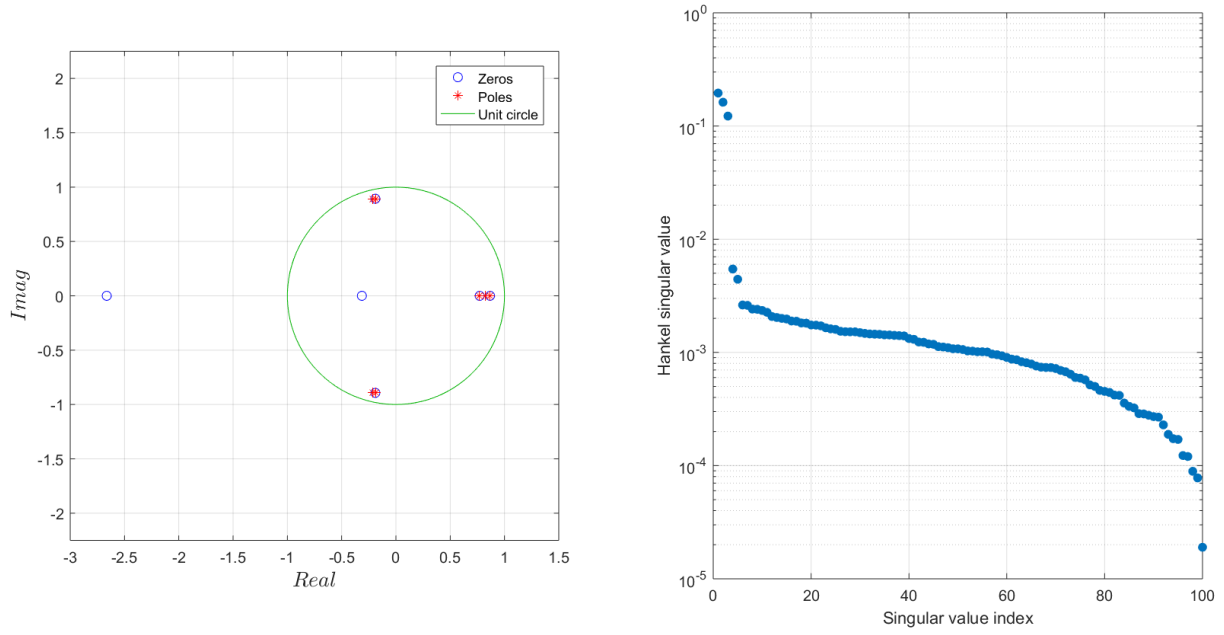 Zeros
Poles
Unit circle
2
1.5
1
0.5
0
-0.5
-1
-1.5
-2
-3 -2.5 -2 -1.5 -1 -0.5 0 0.5 1 1.5
Imag
Real
10^0
10^-1
10^-2
10^-3
10^-4
10^-5
0 20 40 60 80 100
Hankel singular value
Singular value index